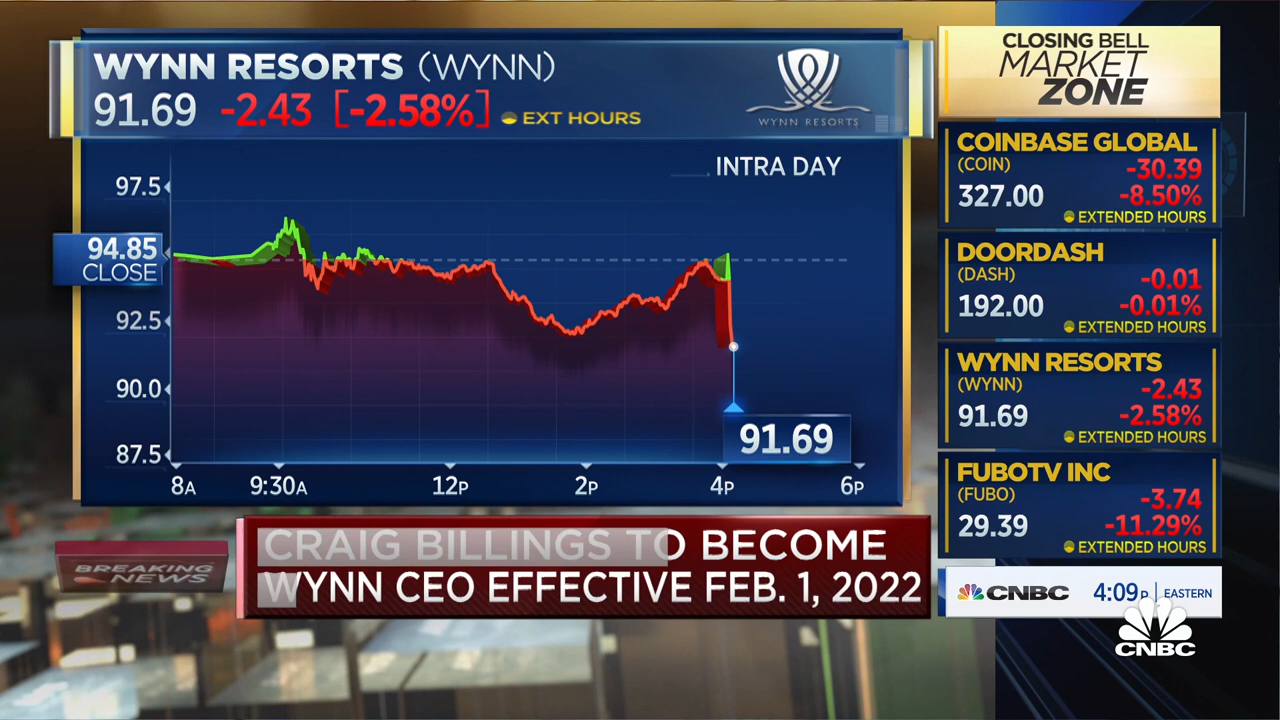 WYNN RESORTS (WYNN)
91.69 -2.43 [-2.58%] EXT HOURS
WYNN RESORTS
INTRA DAY
97.5
94.85
CLOSE
92.5
90.0
87.5
91.69
8A 9:30A 12P 2P 4P 6P
BREAKING
NEWS
CRAIG BILLINGS TO BECOME
WYNN CEO EFFECTIVE FEB. 1, 2022
CLOSING BELL
MARKET
ZONE
COINBASE GLOBAL
(COIN)
-30.39
327.00
-8.50%
EXTENDED HOURS
DOORDASH
(DASH)
-0.01
192.00
-0.01%
EXTENDED HOURS
WYNN RESORTS
(WYNN)
-2.43
91.69
-2.58%
EXTENDED HOURS
FUBOTV INC
(FUBO)
-3.74
29.39
-11.29%
EXTENDED HOURS
CNBC 4:09P EASTERN
CNBC